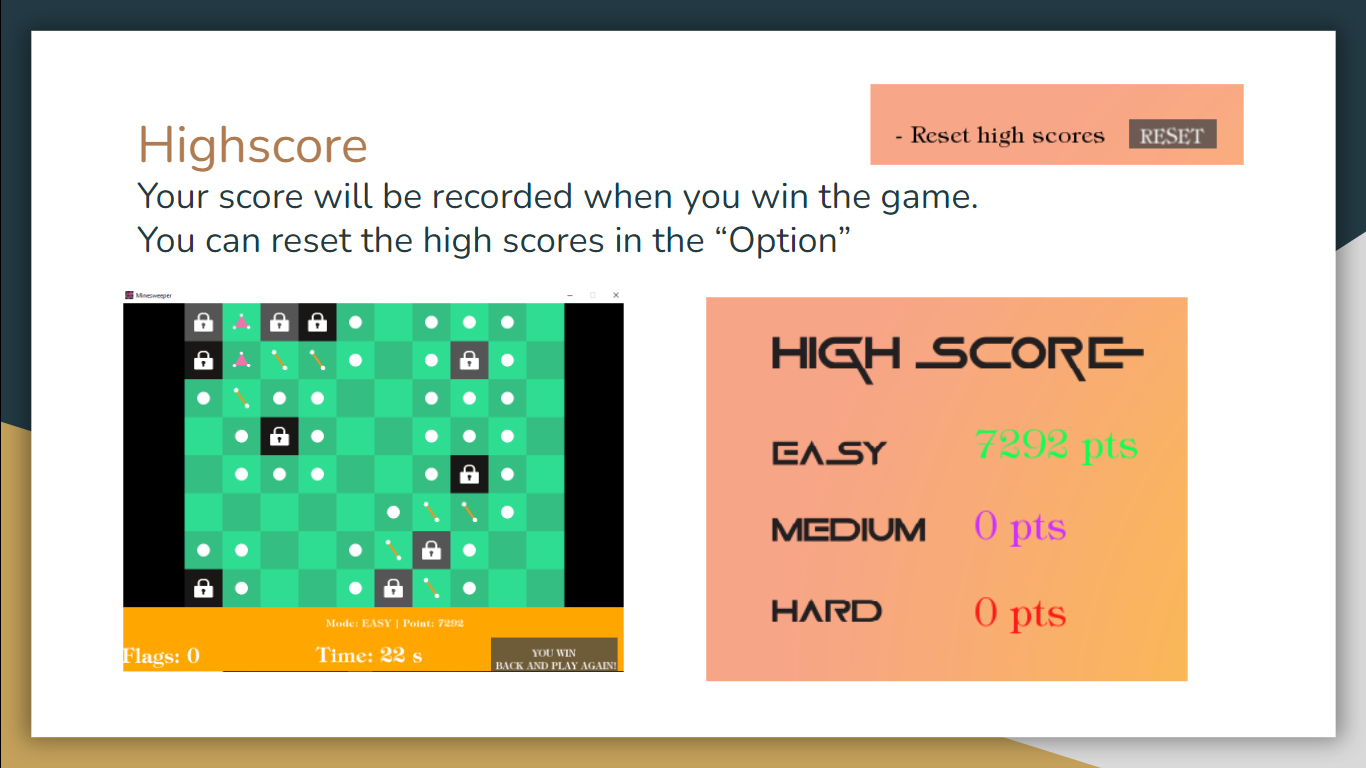 - Reset high scores RESET
Highscore
Your score will be recorded when you win the game.
You can reset the high scores in the “Option”
Minesweeper
Mode: EASY | Point: 7292
Flags: 0 Time: 22 s
YOU WIN
BACK AND PLAY AGAIN!
HIGH SCORE
EASY 7292 pts
MEDIUM 0 pts
HARD 0 pts